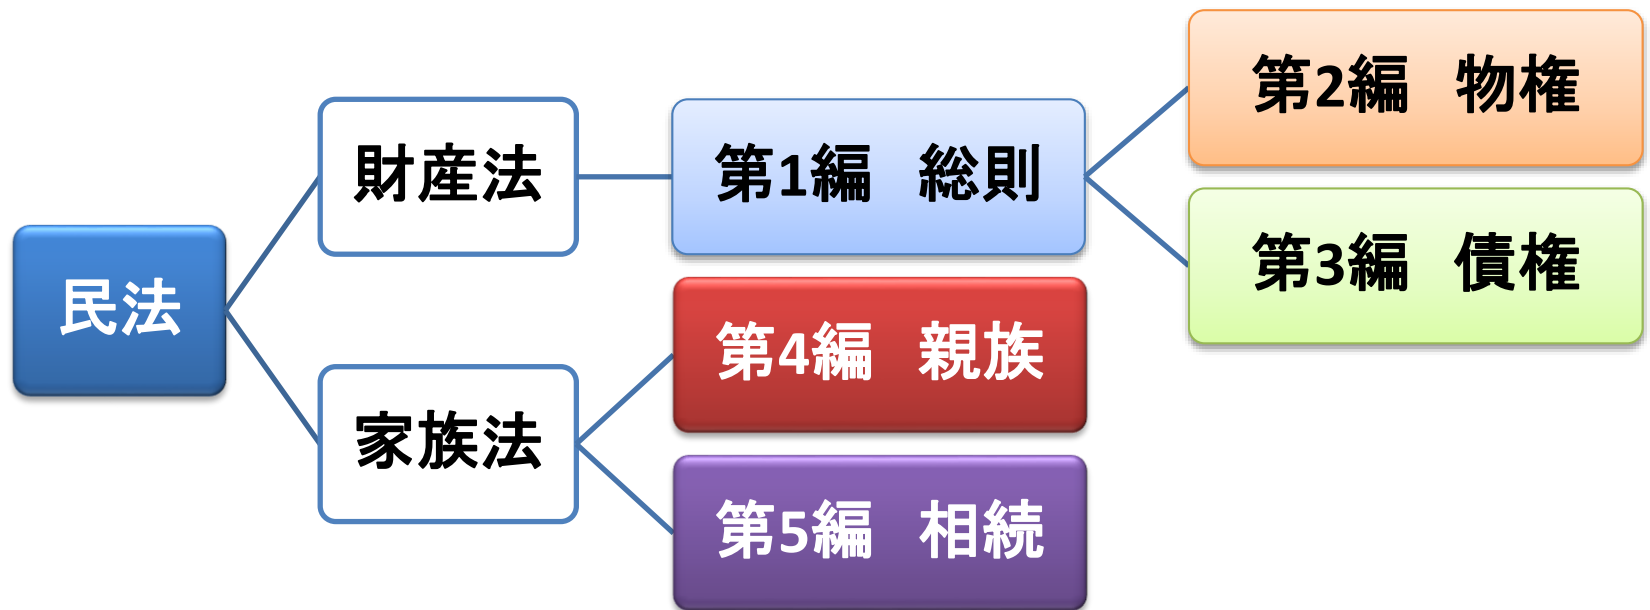 民法
財産法
第1編　総則
第2編　物権
第3編　債権
家族法
第4編　親族
第5編　相続